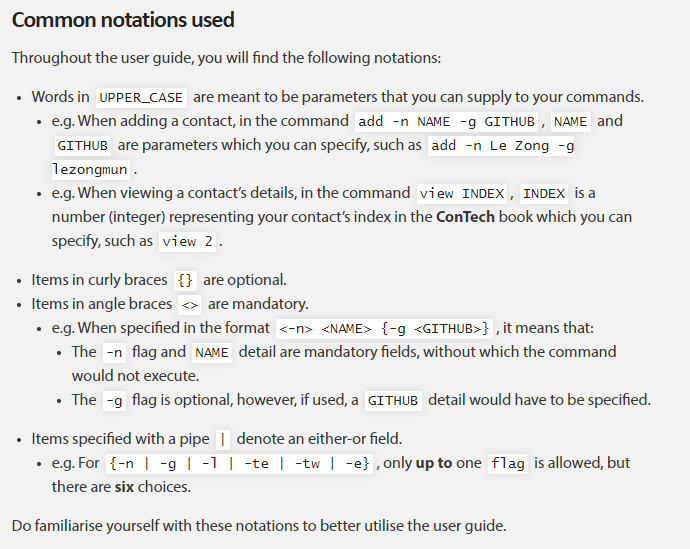 Common notations used
Throughout the user guide, you will find the following notations:
• Words in UPPER_CASE are meant to be parameters that you can supply to your commands.
• e.g. When adding a contact, in the command add -n NAME -g GITHUB , NAME and
GITHUB are parameters which you can specify, such as add -n Le Zong -g
lezongmun .
• e.g. When viewing a contact's details, in the command view INDEX , INDEX is a
number (integer) representing your contact's index in the ConTech book which you can
specify, such as view 2 .
• Items in curly braces {} are optional.
• Items in angle braces <> are mandatory.
• e.g. When specified in the format <-n> <NAME> {-g <GITHUB>} , it means that:
• The -n flag and NAME detail are mandatory fields, without which the command
would not execute.
• The -g flag is optional, however, if used, a GITHUB detail would have to be specified.
• Items specified with a pipe | denote an either-or field.
• e.g. For {-n | -g | -l | -te | -tw | -e} , only up to one flag is allowed, but
there are six choices.
Do familiarise yourself with these notations to better utilise the user guide.